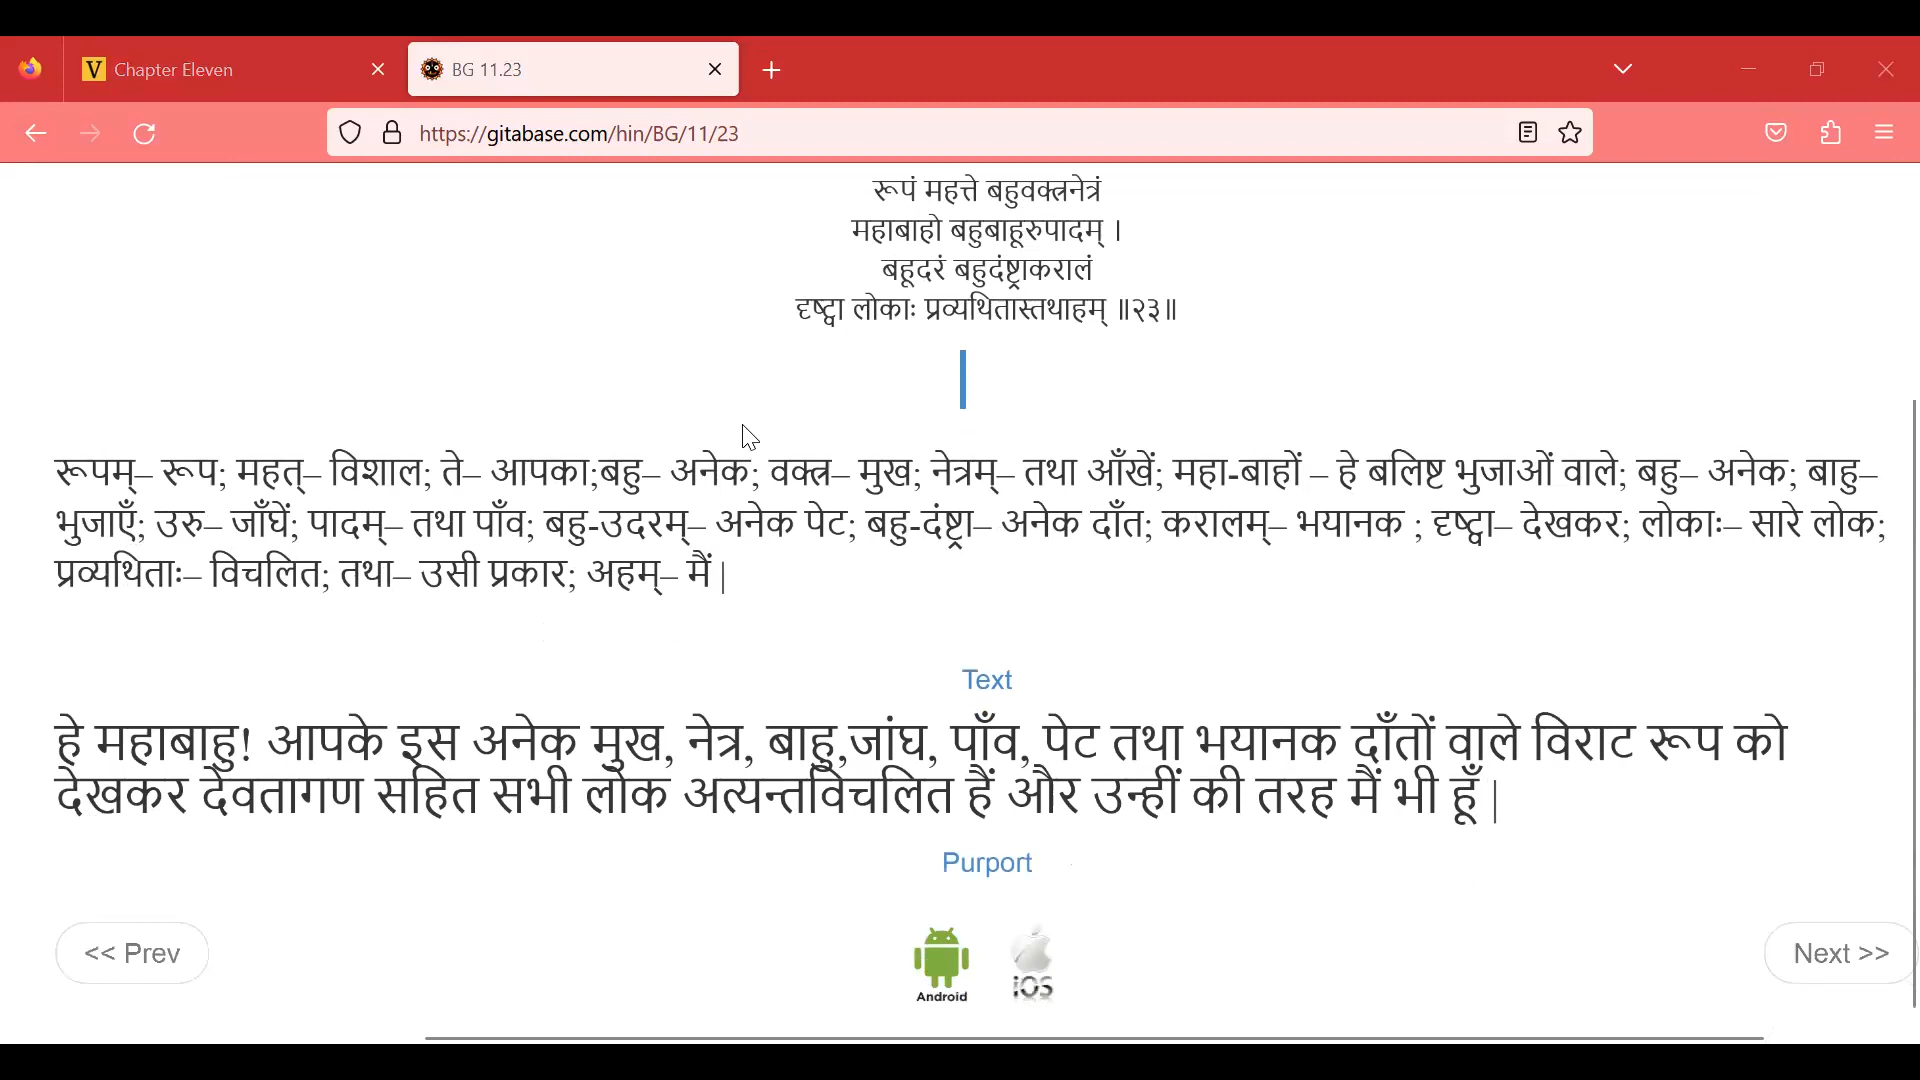 Chapter Eleven
BG 11.23
https://gitabase.com/hin/BG/11/23
रूपं महत्ते बहुवक्त्रनेत्रं
महाबाहो बहुबाहूरुपादम् ।
बहूदरं बहुदंष्ट्राकरालं
दृष्ट्वा लोकाः प्रव्यथितास्तथाहम् ॥२३॥
रूपम्– रूप; महत्– विशाल; ते– आपका;बहु– अनेक; वक्त्र– मुख; नेत्रम्– तथा आँखें; महा-बाहों – हे बलिष्ट भुजाओं वाले; बहु– अनेक; बाहु–
भुजाएँ; उरु– जाँघें; पादम्– तथा पाँव; बहु-उदरम्– अनेक पेट; बहु-दंष्ट्रा– अनेक दाँत; करालम्– भयानक ; दृष्ट्वा– देखकर; लोकाः– सारे लोक;
प्रव्यथिताः– विचलित; तथा– उसी प्रकार; अहम्– मैं |
Text
हे महाबाहु! आपके इस अनेक मुख, नेत्र, बाहु,जांघ, पाँव, पेट तथा भयानक दाँतों वाले विराट रूप को
देखकर देवतागण सहित सभी लोक अत्यन्तविचलित हैं और उन्हीं की तरह मैं भी हूँ |
Purport
<< Prev
Android
iOS
Next >>